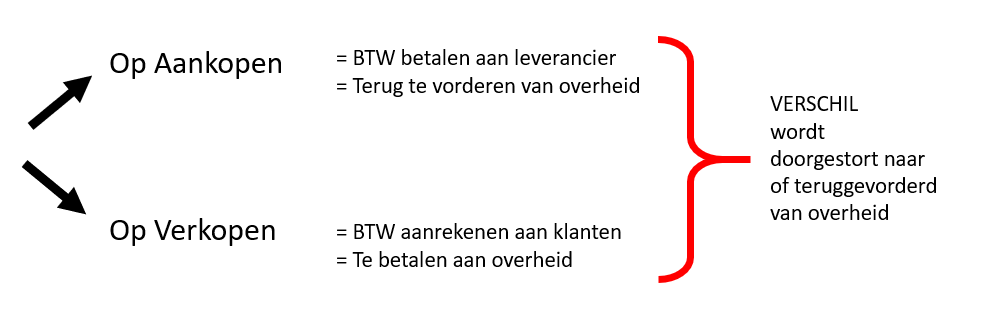 Op Aankopen
= BTW betalen aan leverancier
= Terug te vorderen van overheid
Op Verkopen
= BTW aanrekenen aan klanten
= Te betalen aan overheid
VERSCHIL
wordt
doorgestort naar
of teruggevorderd
van overheid